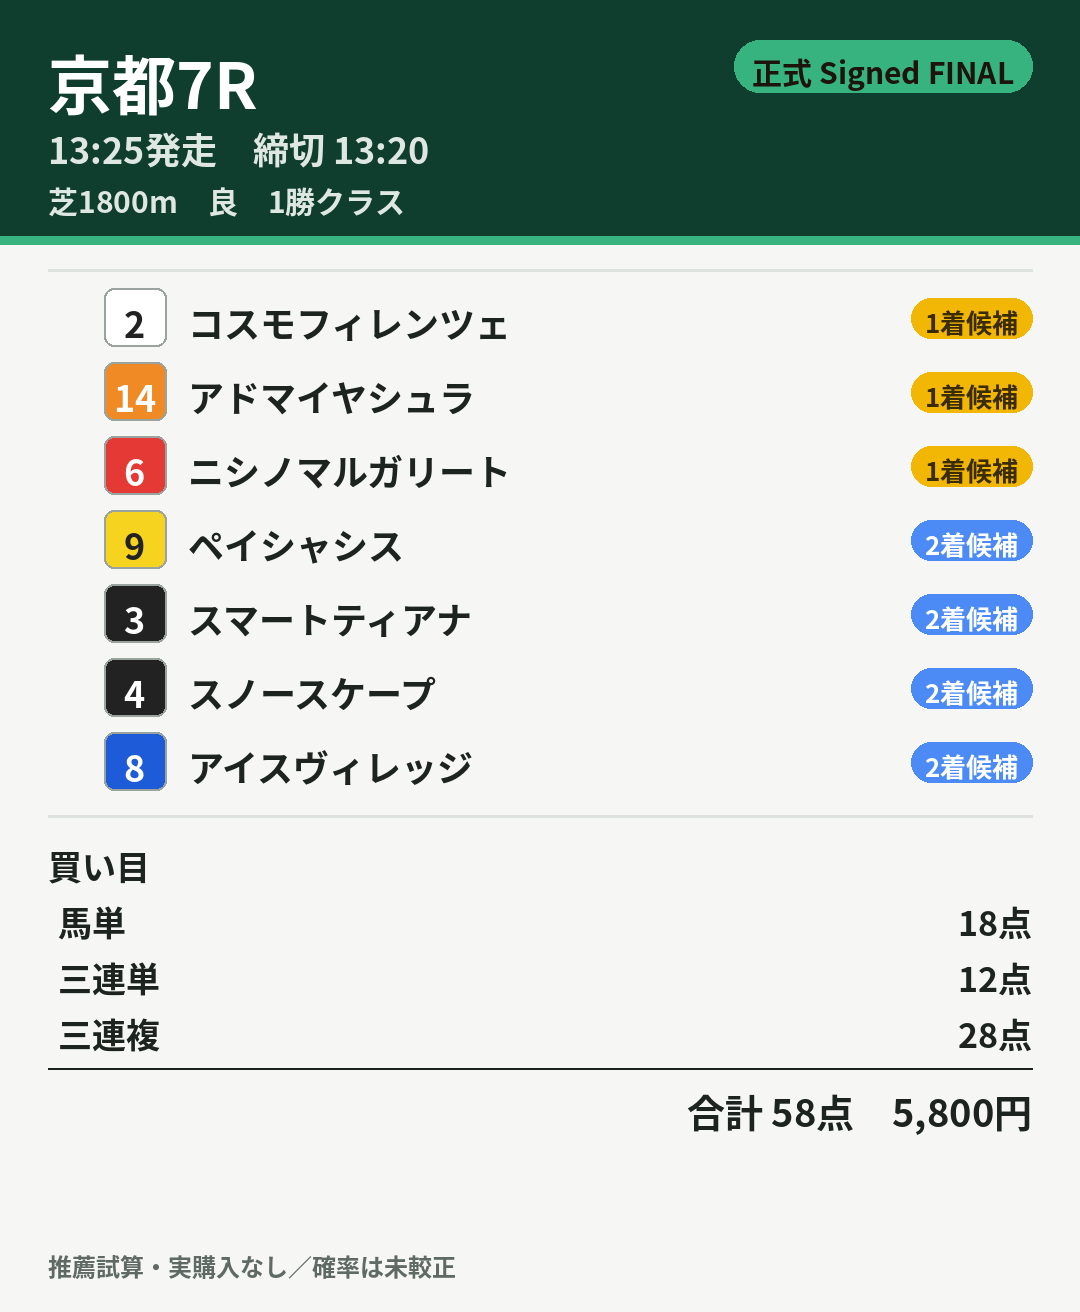 京都7R
正式 Signed FINAL
13:25発走　締切 13:20
芝1800m　良　1勝クラス
2 コスモフィレンツェ 1着候補
14 アドマイヤシュラ 1着候補
6 ニシノマルガリート 1着候補
9 ペイシャシス 2着候補
3 スマートティアナ 2着候補
4 スノースケープ 2着候補
8 アイスヴィレッジ 2着候補
買い目
馬単 18点
三連単 12点
三連複 28点
合計 58点　5,800円
推薦試算・実購入なし／確率は未較正